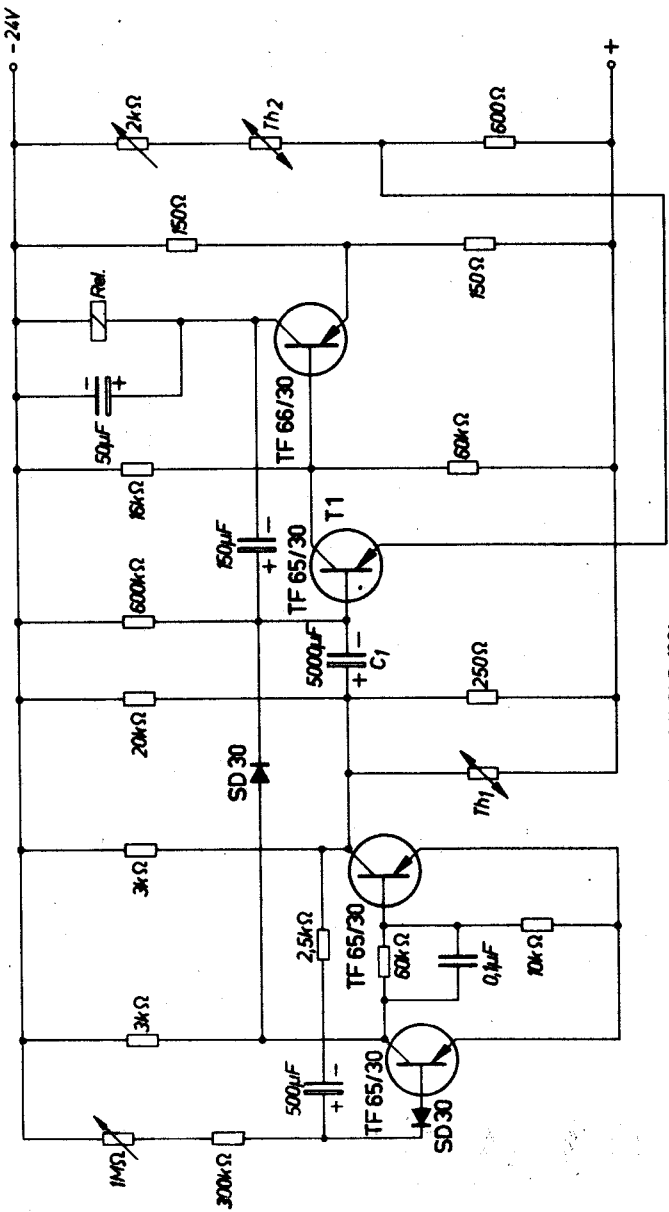 1MΩ
300kΩ
500µF
+ −
SD 30
TF 65/30
3kΩ
2,5kΩ
TF 65/30
60kΩ
0,1µF
10kΩ
3kΩ
SD 30
Th1
20kΩ
250Ω
5000µF
+ −
C1
600kΩ
TF 65/30
T1
150µF
+ −
16kΩ
60kΩ
TF 66/30
50µF
− +
Rel.
150Ω
150Ω
2kΩ
Th2
600Ω
-24V
+